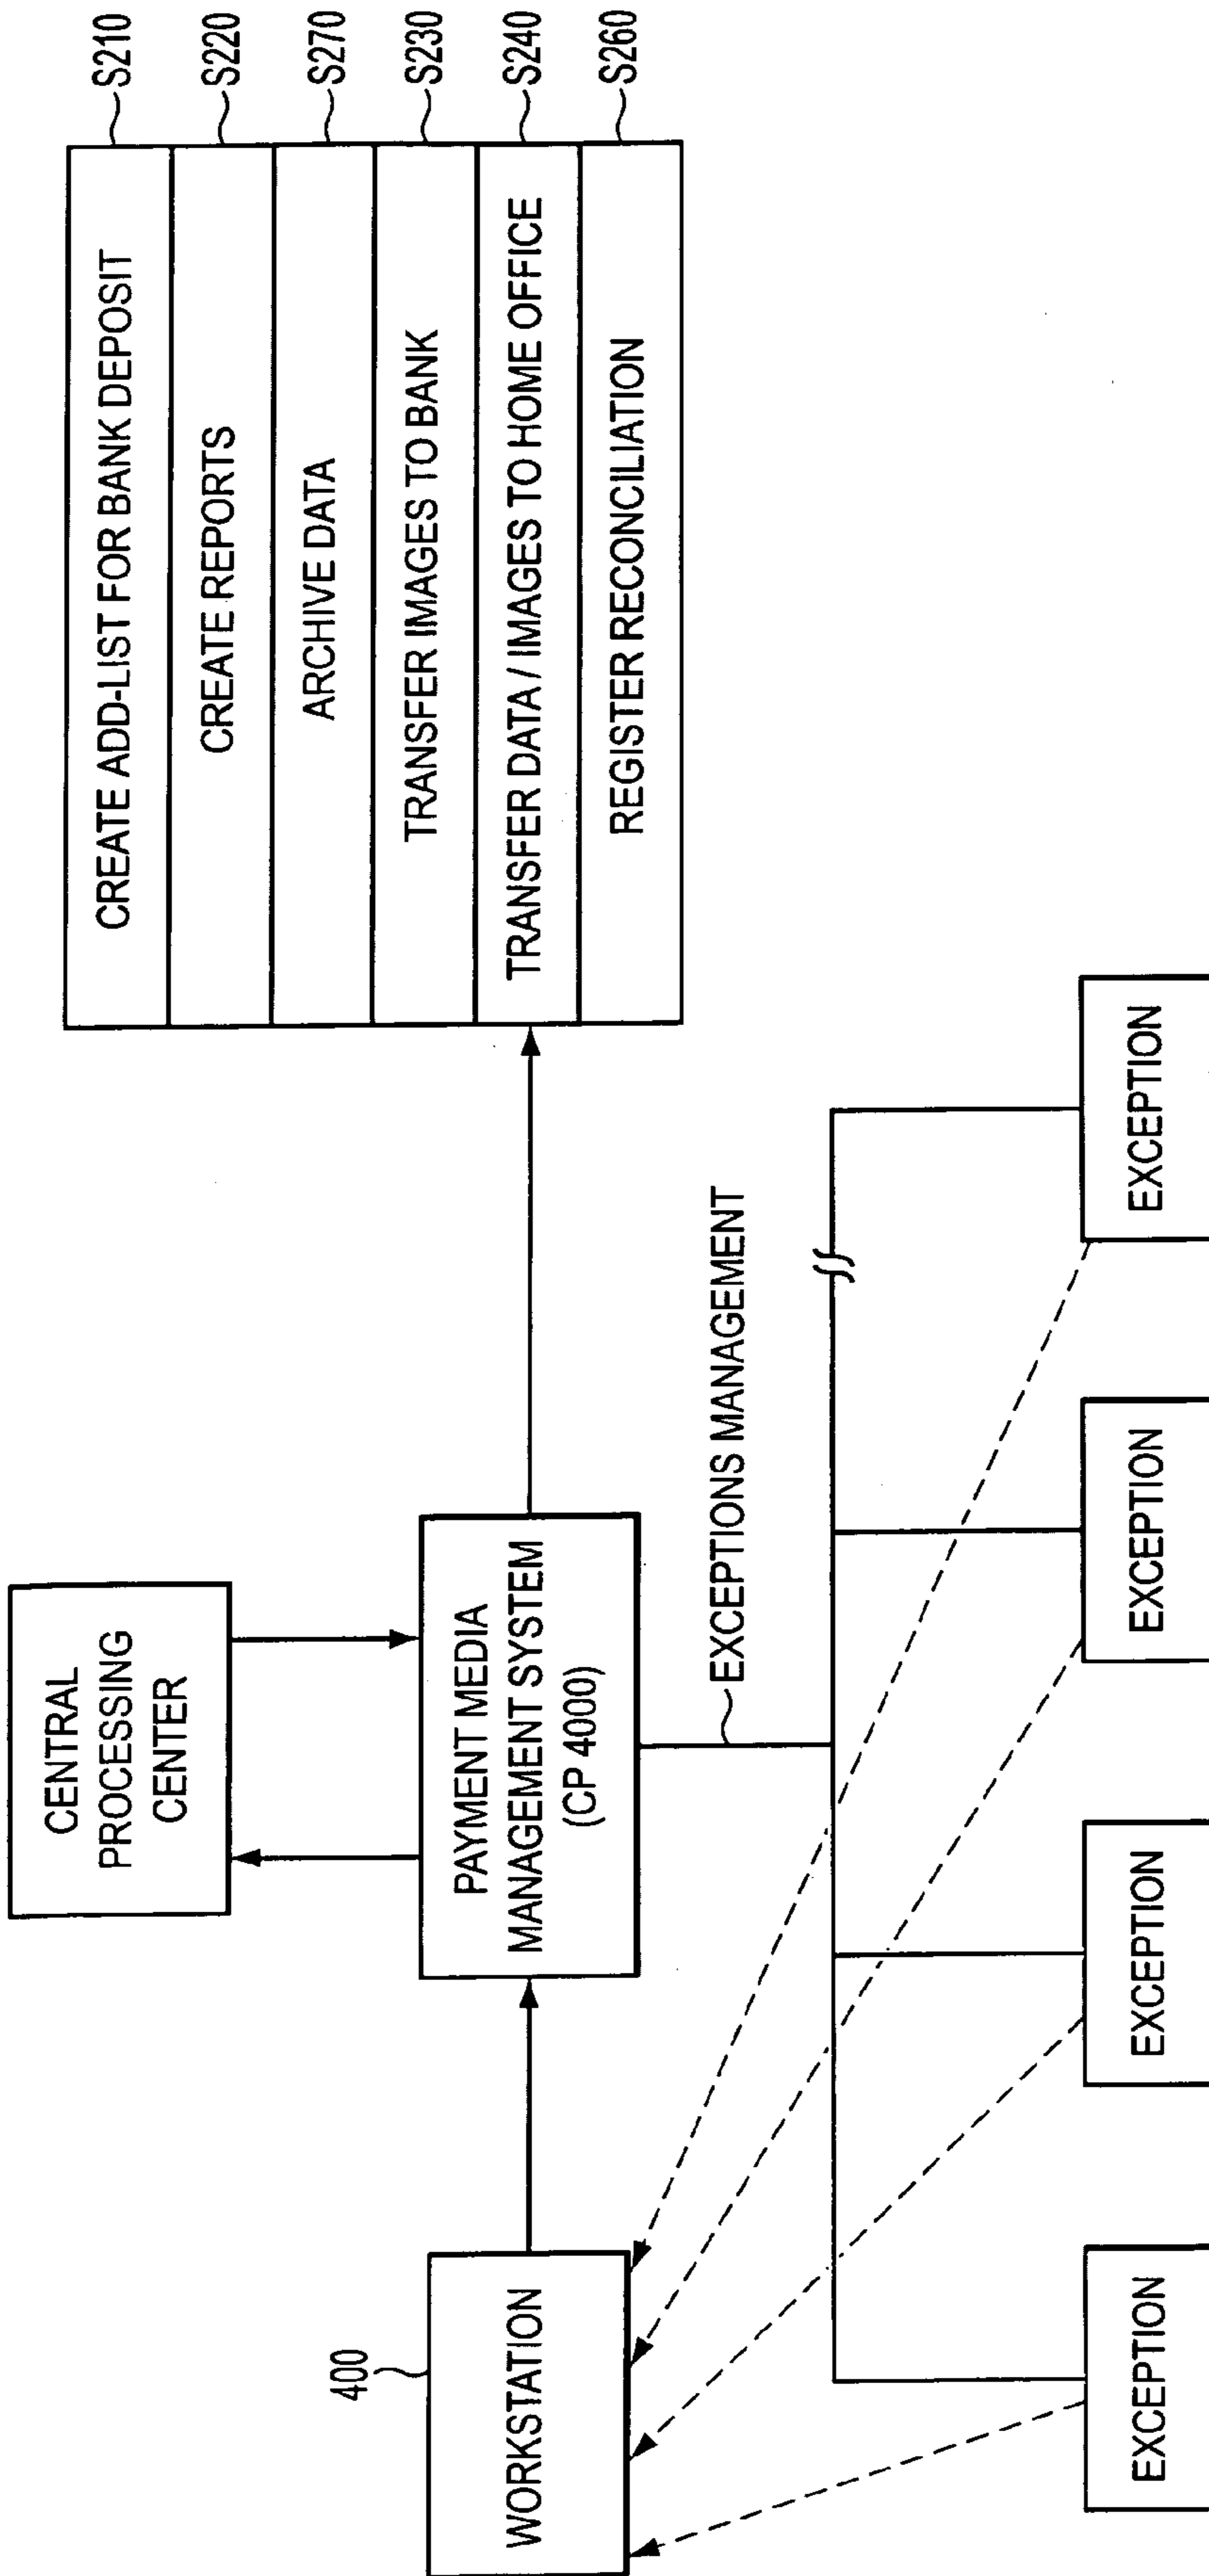 CENTRAL
PROCESSING
CENTER
400
WORKSTATION
PAYMENT MEDIA
MANAGEMENT SYSTEM
(CP 4000)
CREATE ADD-LIST FOR BANK DEPOSIT
S210
CREATE REPORTS
S220
ARCHIVE DATA
S270
TRANSFER IMAGES TO BANK
S230
TRANSFER DATA / IMAGES TO HOME OFFICE
S240
REGISTER RECONCILIATION
S260
EXCEPTIONS MANAGEMENT
EXCEPTION
EXCEPTION
EXCEPTION
EXCEPTION